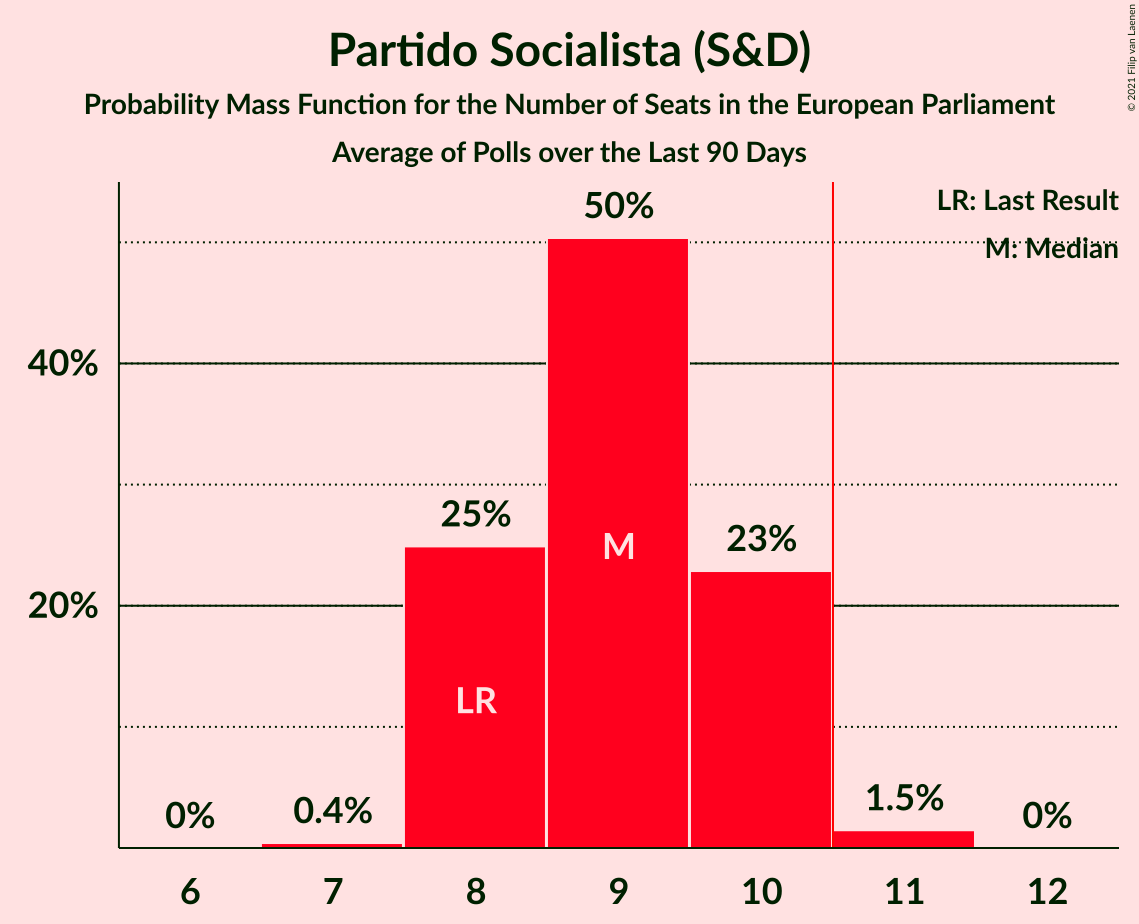 Partido Socialista (S&D)
Probability Mass Function for the Number of Seats in the European Parliament
Average of Polls over the Last 90 Days
© 2021 Filip van Laenen
LR: Last Result
M: Median
50%
40%
25%
M
23%
20%
LR
0%
0.4%
1.5%
0%
6
7
8
9
10
11
12